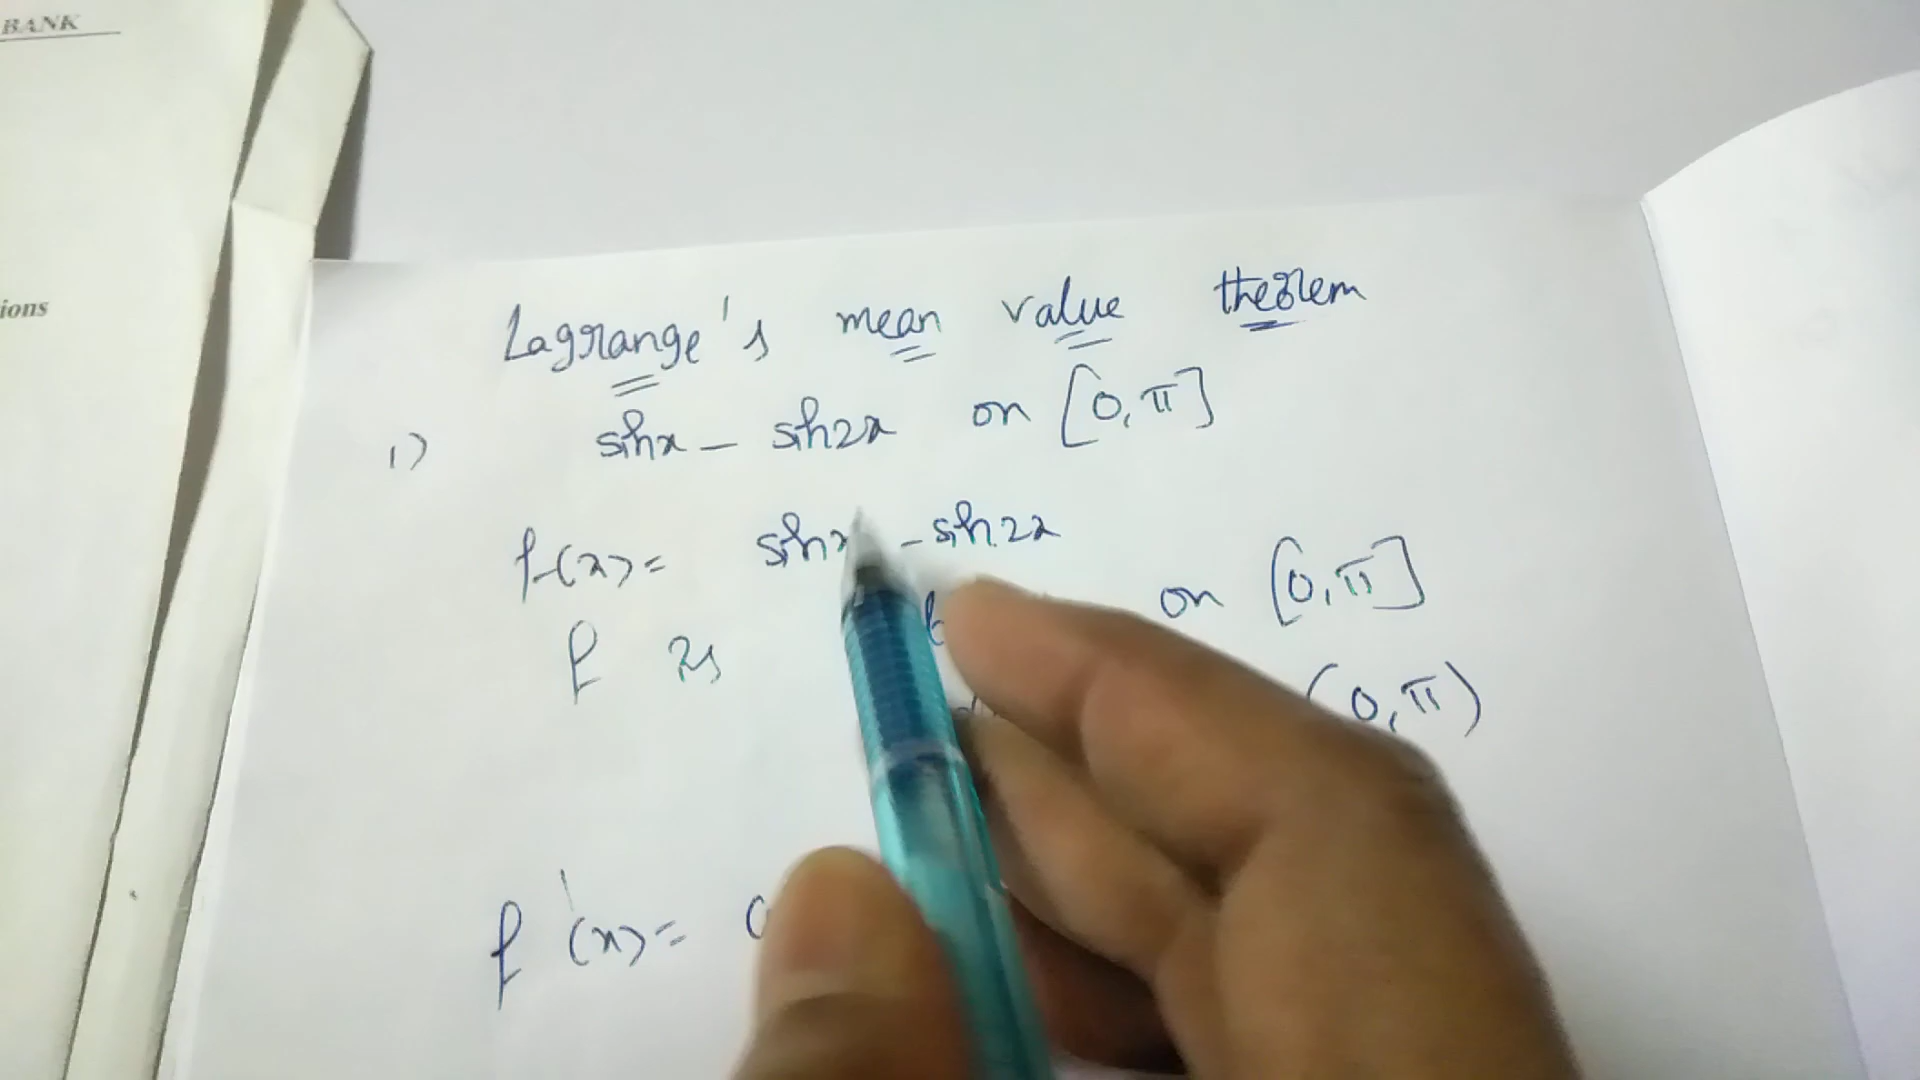 BANK
ions
Lagrange's mean value theorem
1) sinx - sin2x on [0, π]
f(x) = sinx - sin2x
f is on [0, π]
(0, π)
f'(x) =